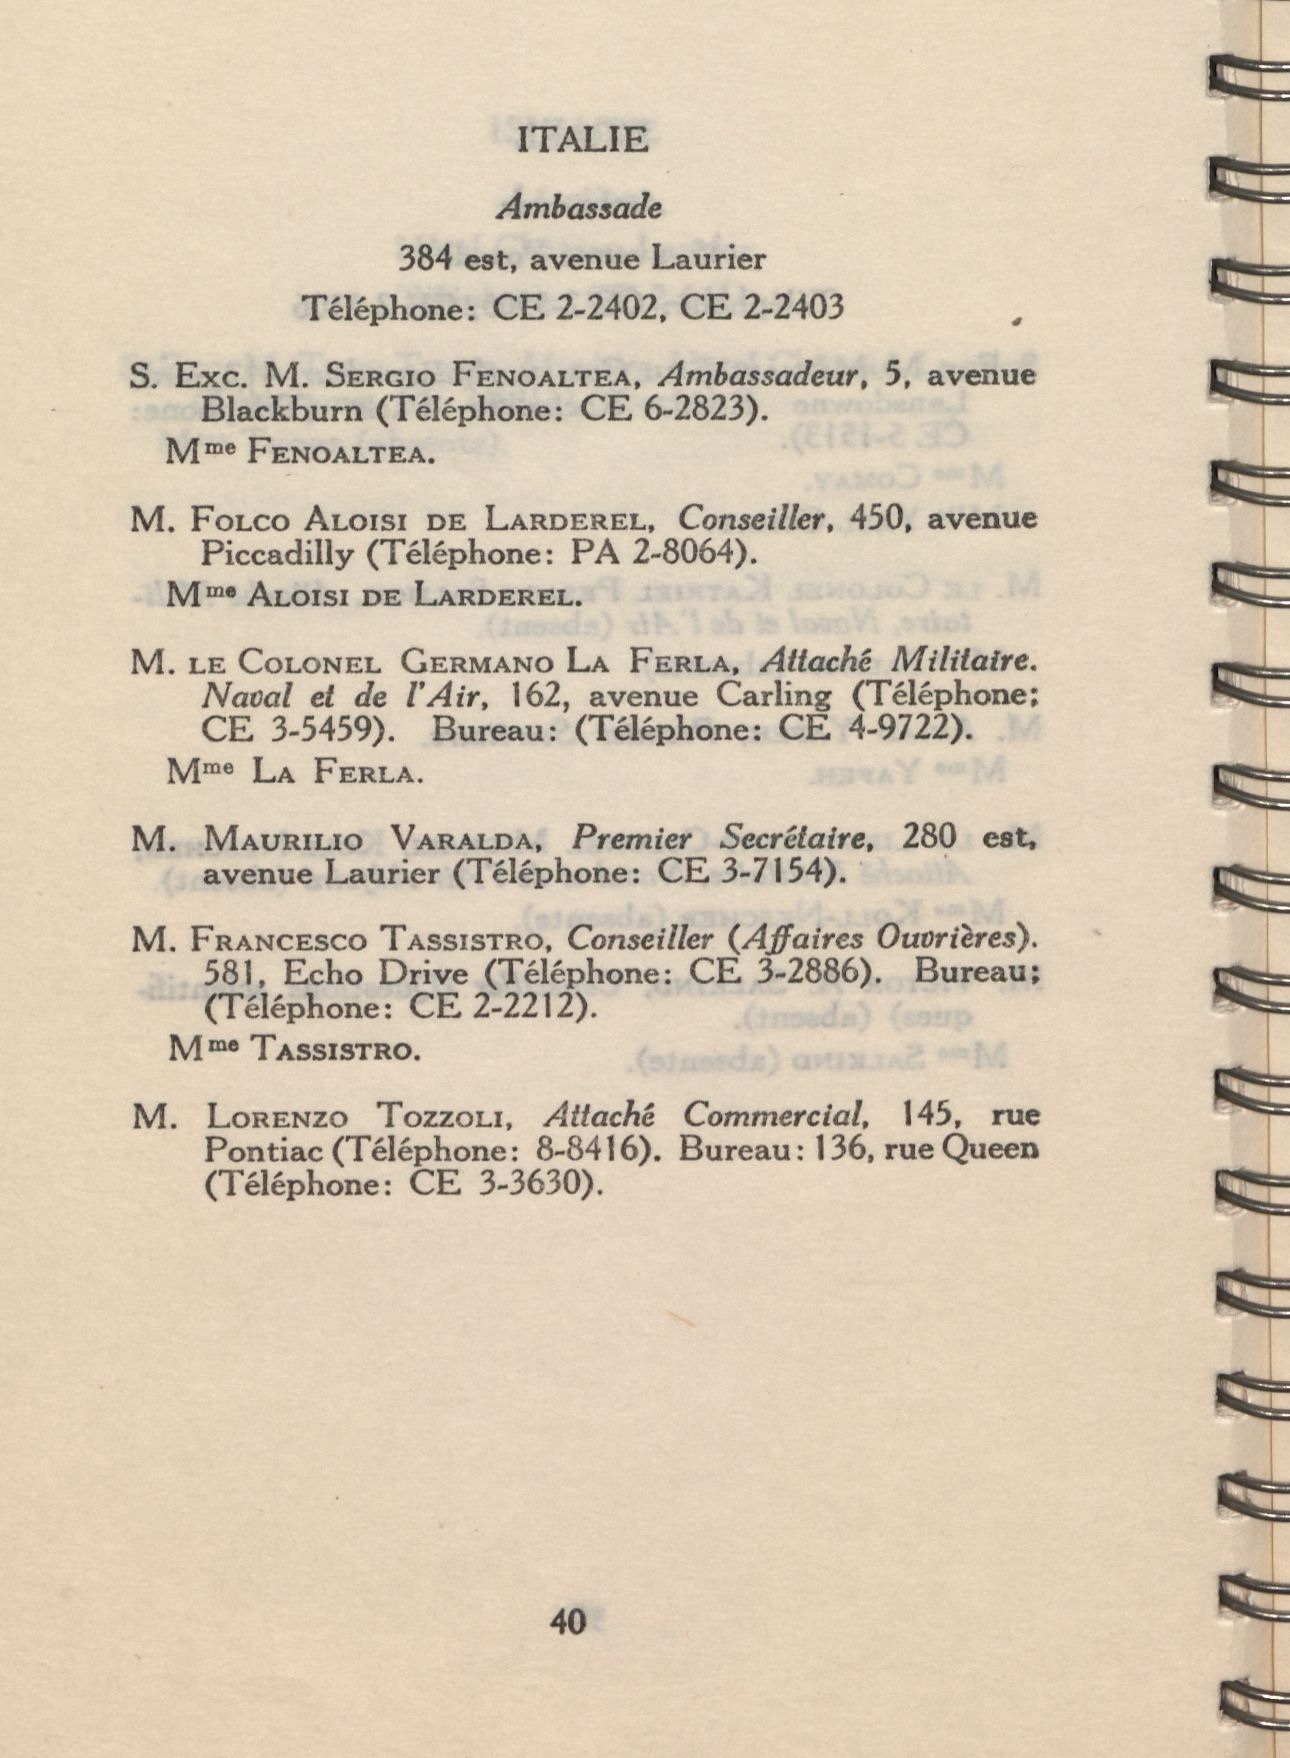 ITALIE
Ambassade
384 est, avenue Laurier
Téléphone: CE 2-2402, CE 2-2403
S. Exc. M. Sergio Fenoaltea, Ambassadeur, 5, avenue
Blackburn (Téléphone: CE 6-2823).
Mme Fenoaltea.
M. Folco Aloisi de Larderel, Conseiller, 450, avenue
Piccadilly (Téléphone: PA 2-8064).
Mme Aloisi de Larderel.
M. le Colonel Germano La Ferla, Attaché Militaire.
Naval et de l'Air, 162, avenue Carling (Téléphone;
CE 3-5459). Bureau: (Téléphone: CE 4-9722).
Mme La Ferla.
M. Maurilio Varalda, Premier Secrétaire, 280 est,
avenue Laurier (Téléphone: CE 3-7154).
M. Francesco Tassistro, Conseiller (Affaires Ouvrières).
581, Echo Drive (Téléphone: CE 3-2886). Bureau;
(Téléphone: CE 2-2212).
Mme Tassistro.
M. Lorenzo Tozzoli, Attaché Commercial, 145, rue
Pontiac (Téléphone: 8-8416). Bureau: 136, rue Queen
(Téléphone: CE 3-3630).
40